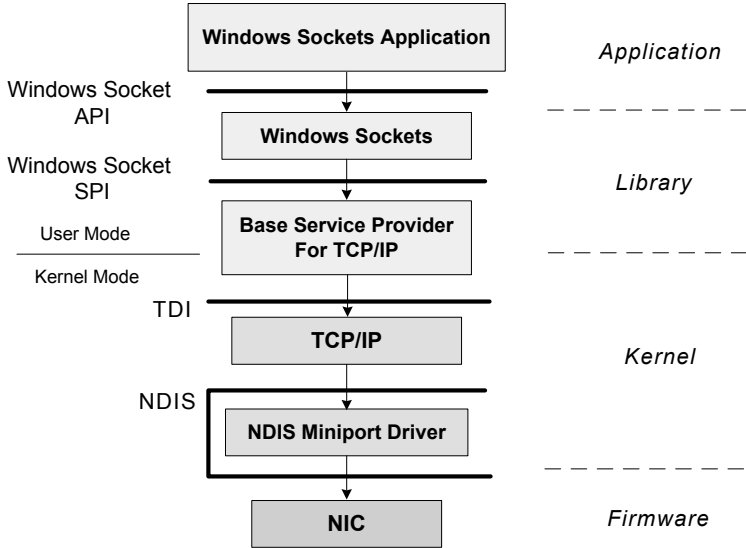 Windows Sockets Application
Application
Windows Socket
API
Windows Sockets
Windows Socket
SPI
Library
Base Service Provider
For TCP/IP
User Mode
Kernel Mode
TDI
TCP/IP
Kernel
NDIS
NDIS Miniport Driver
NIC
Firmware